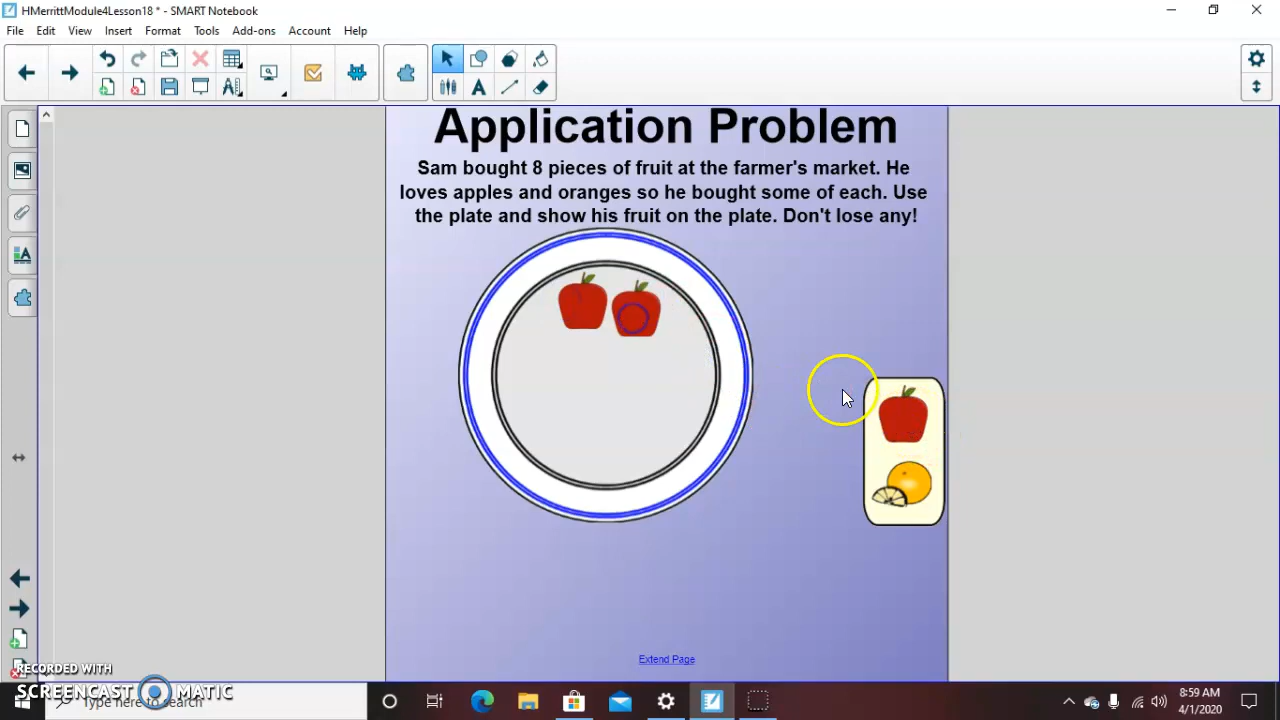 HMerrittModule4Lesson18 * - SMART Notebook
File Edit View Insert Format Tools Add-ons Account Help
Application Problem
Sam bought 8 pieces of fruit at the farmer's market. He
loves apples and oranges so he bought some of each. Use
the plate and show his fruit on the plate. Don't lose any!
Extend Page
RECORDED WITH
SCREENCAST MATIC
Type here to search
8:59 AM
4/1/2020